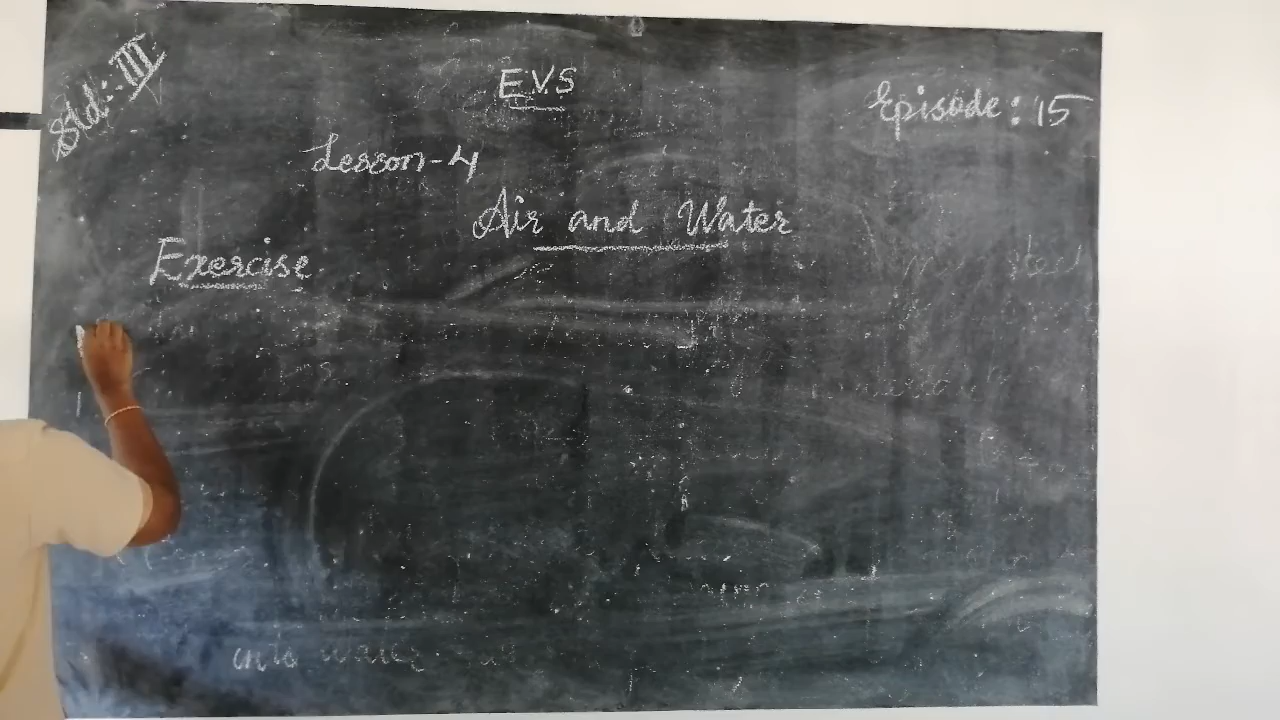 Std:- III
E.V.S
Episode: 15
Lesson-4
Air and Water
Exercise
into water